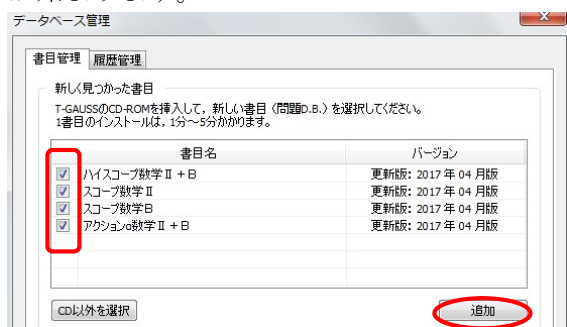 データベース管理
書目管理 履歴管理
新しく見つかった書目
T-GAUSSのCD-ROMを挿入して，新しい書目（問題D.B.）を選択してください。
1書目のインストールは，1分～5分かかります。
書目名 バージョン
ハイスコープ数学Ⅱ＋B 更新版：2017 年 04 月版
スコープ数学Ⅱ 更新版：2017 年 04 月版
スコープ数学B 更新版：2017 年 04 月版
アクションα数学Ⅱ＋B 更新版：2017 年 04 月版
CD以外を選択 追加